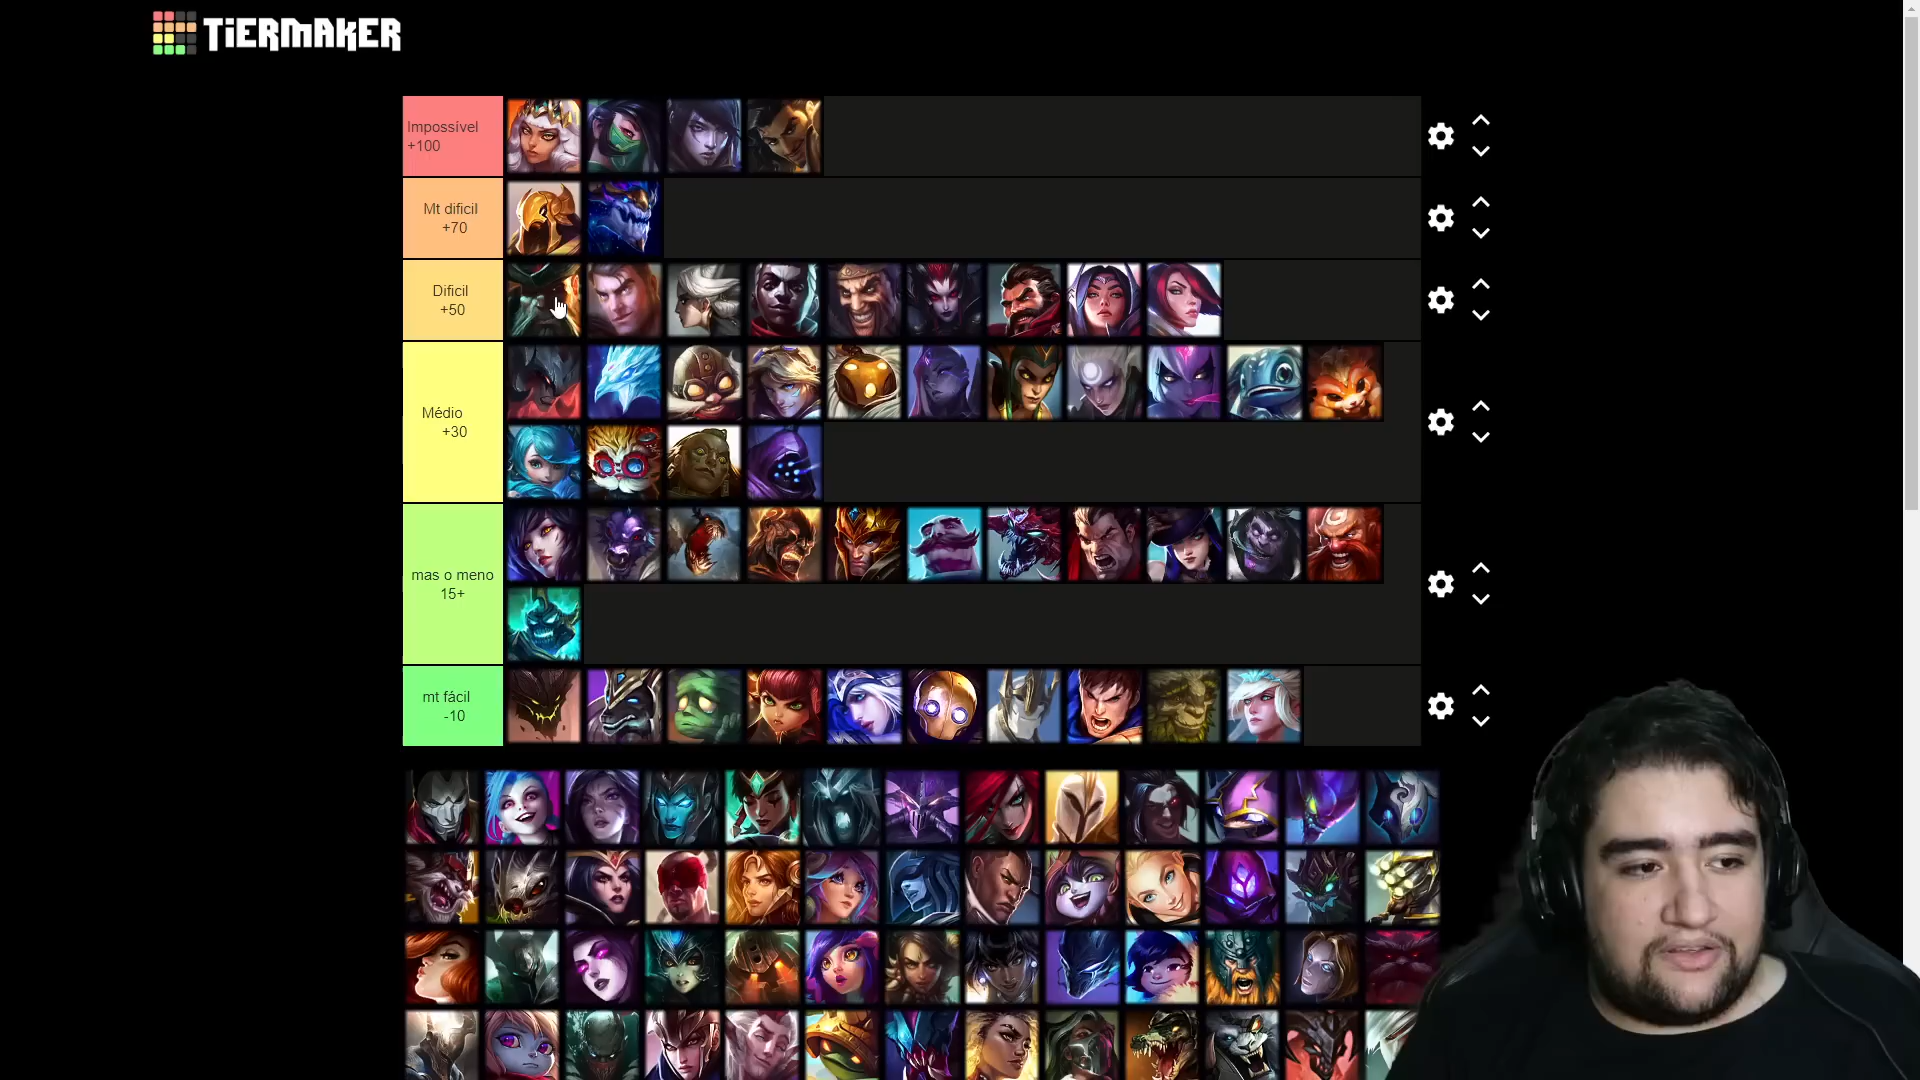 TIERMAKER
Impossível
+100
Mt dificil
+70
Dificil
+50
Médio
+30
mas o meno
15+
mt fácil
-10